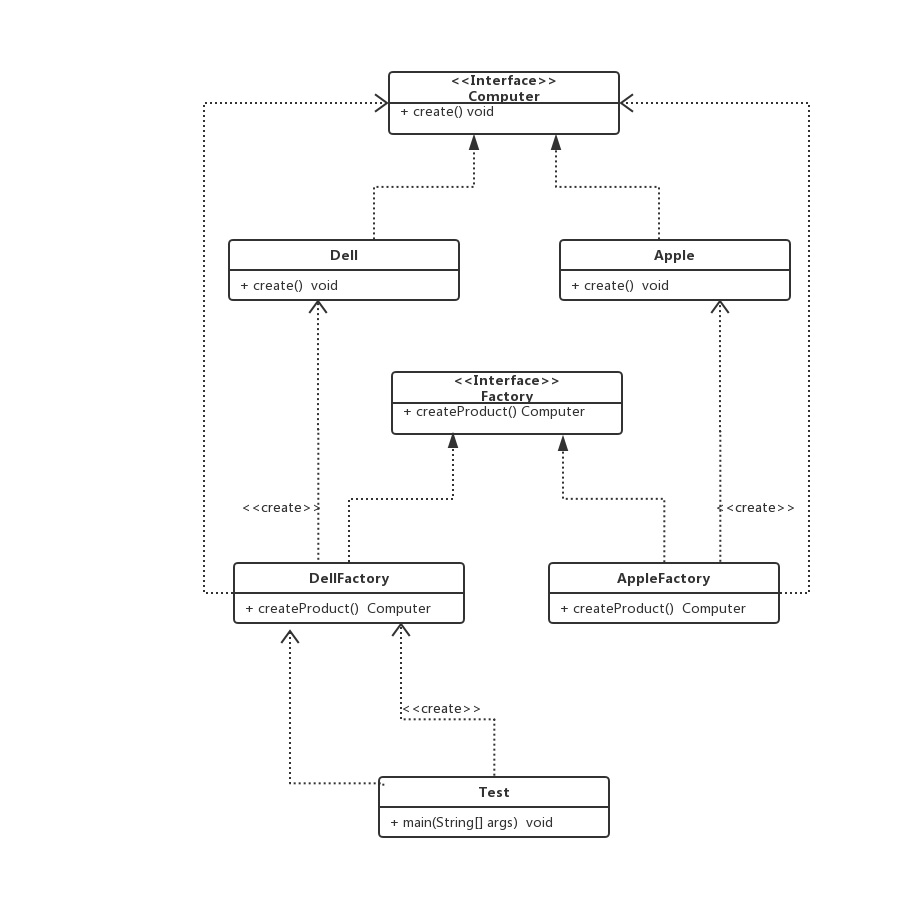 <<Interface>>
Computer
+ create() void
Dell
+ create()  void
Apple
+ create()  void
<<Interface>>
Factory
+ createProduct() Computer
<<create>>
<<create>>
DellFactory
+ createProduct()  Computer
AppleFactory
+ createProduct()  Computer
<<create>>
Test
+ main(String[] args)  void